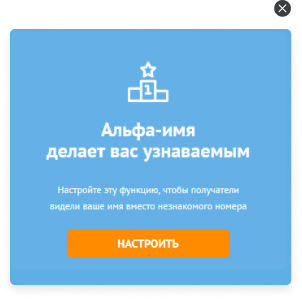 1
Альфа-имя
делает вас узнаваемым
Настройте эту функцию, чтобы получатели
видели ваше имя вместо незнакомого номера
НАСТРОИТЬ